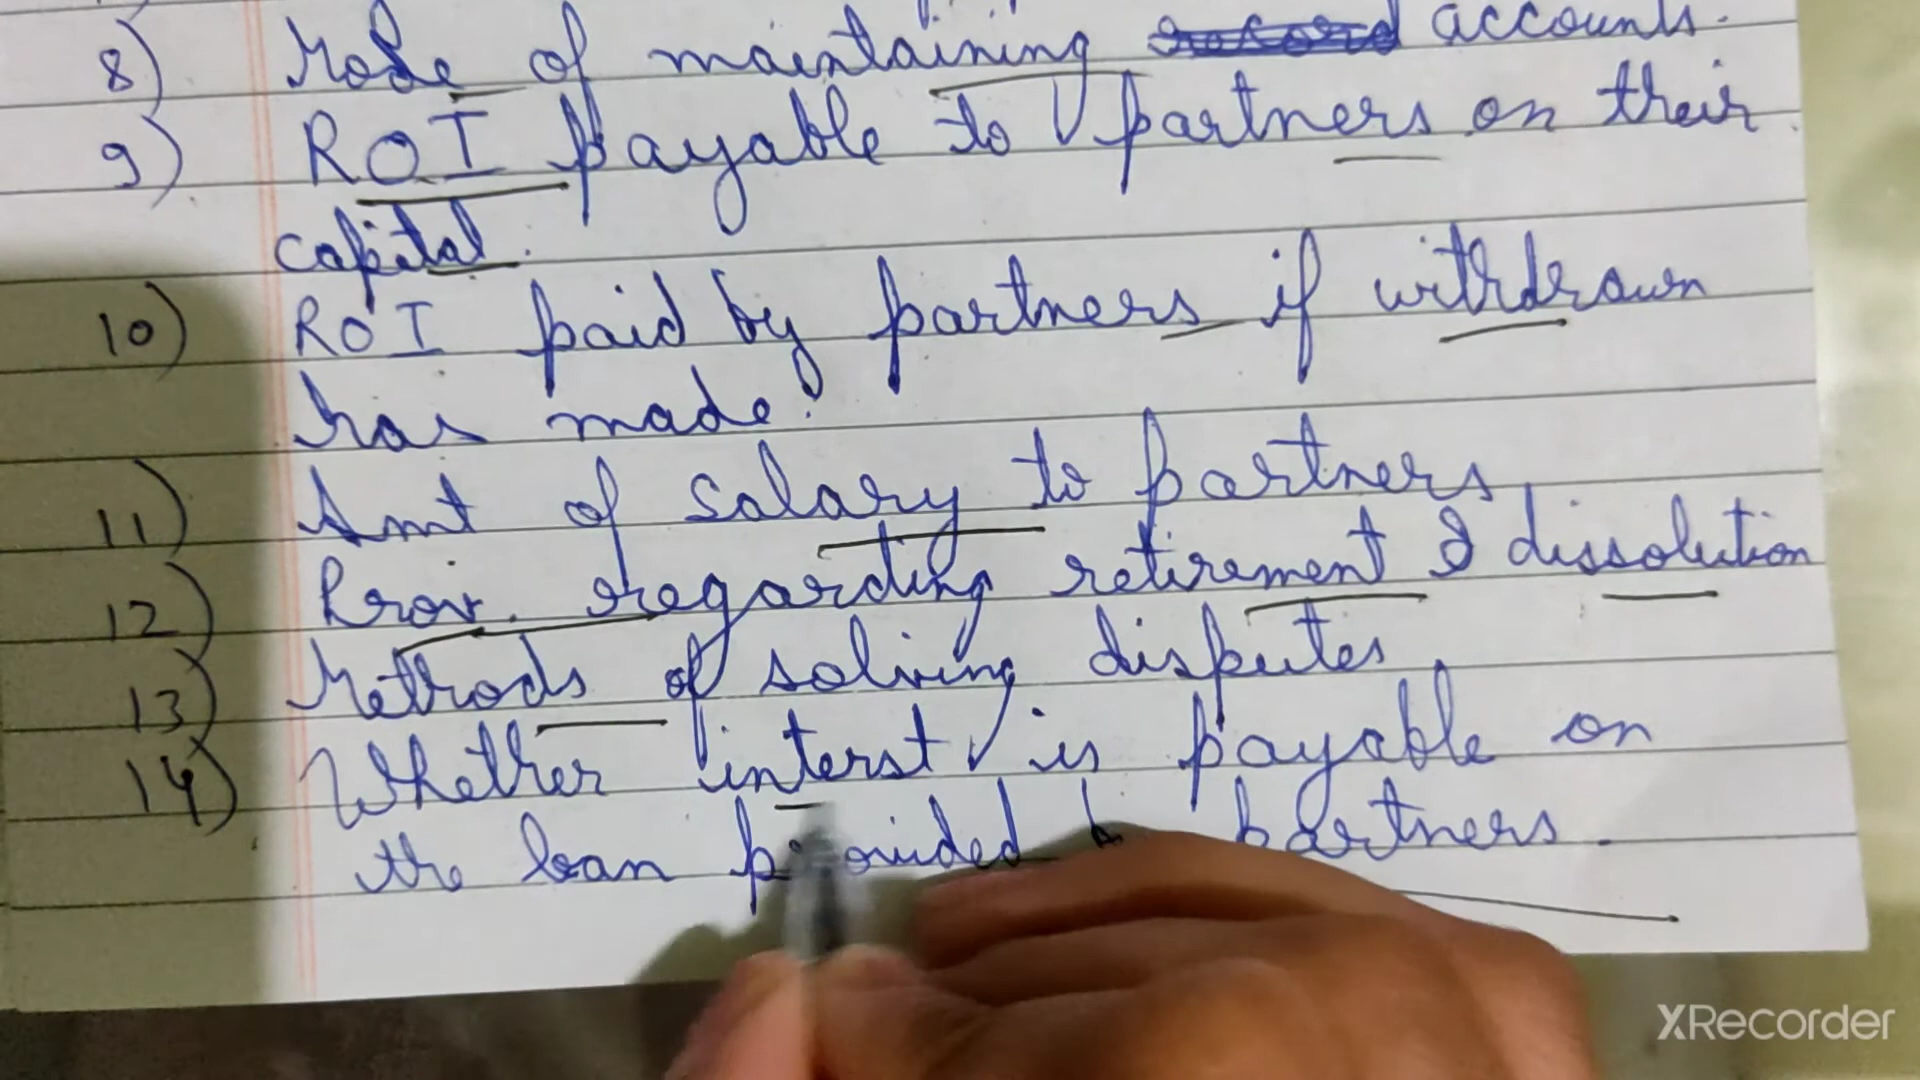 8) Mode of maintaining accounts.
9) ROI payable to partners on their
capital.
10) ROI paid by partners if withdrawn
has made.
11) Amt of salary to partners
12) Prov. regarding retirement & dissolution
13) Methods of solving disputes
14) Whether interst is payable on
the loan provided partners.
XRecorder